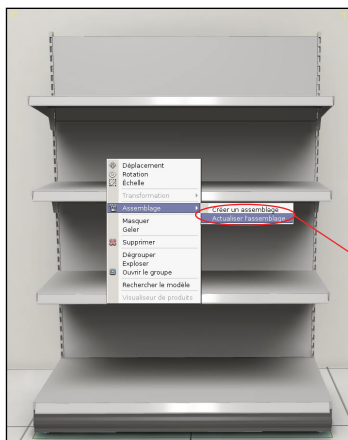 Déplacement
Rotation
Échelle
Transformation
Assemblage
Créer un assemblage
Actualiser l'assemblage
Masquer
Geler
Supprimer
Dégrouper
Exploser
Ouvrir le groupe
Rechercher le modèle
Visualiseur de produits